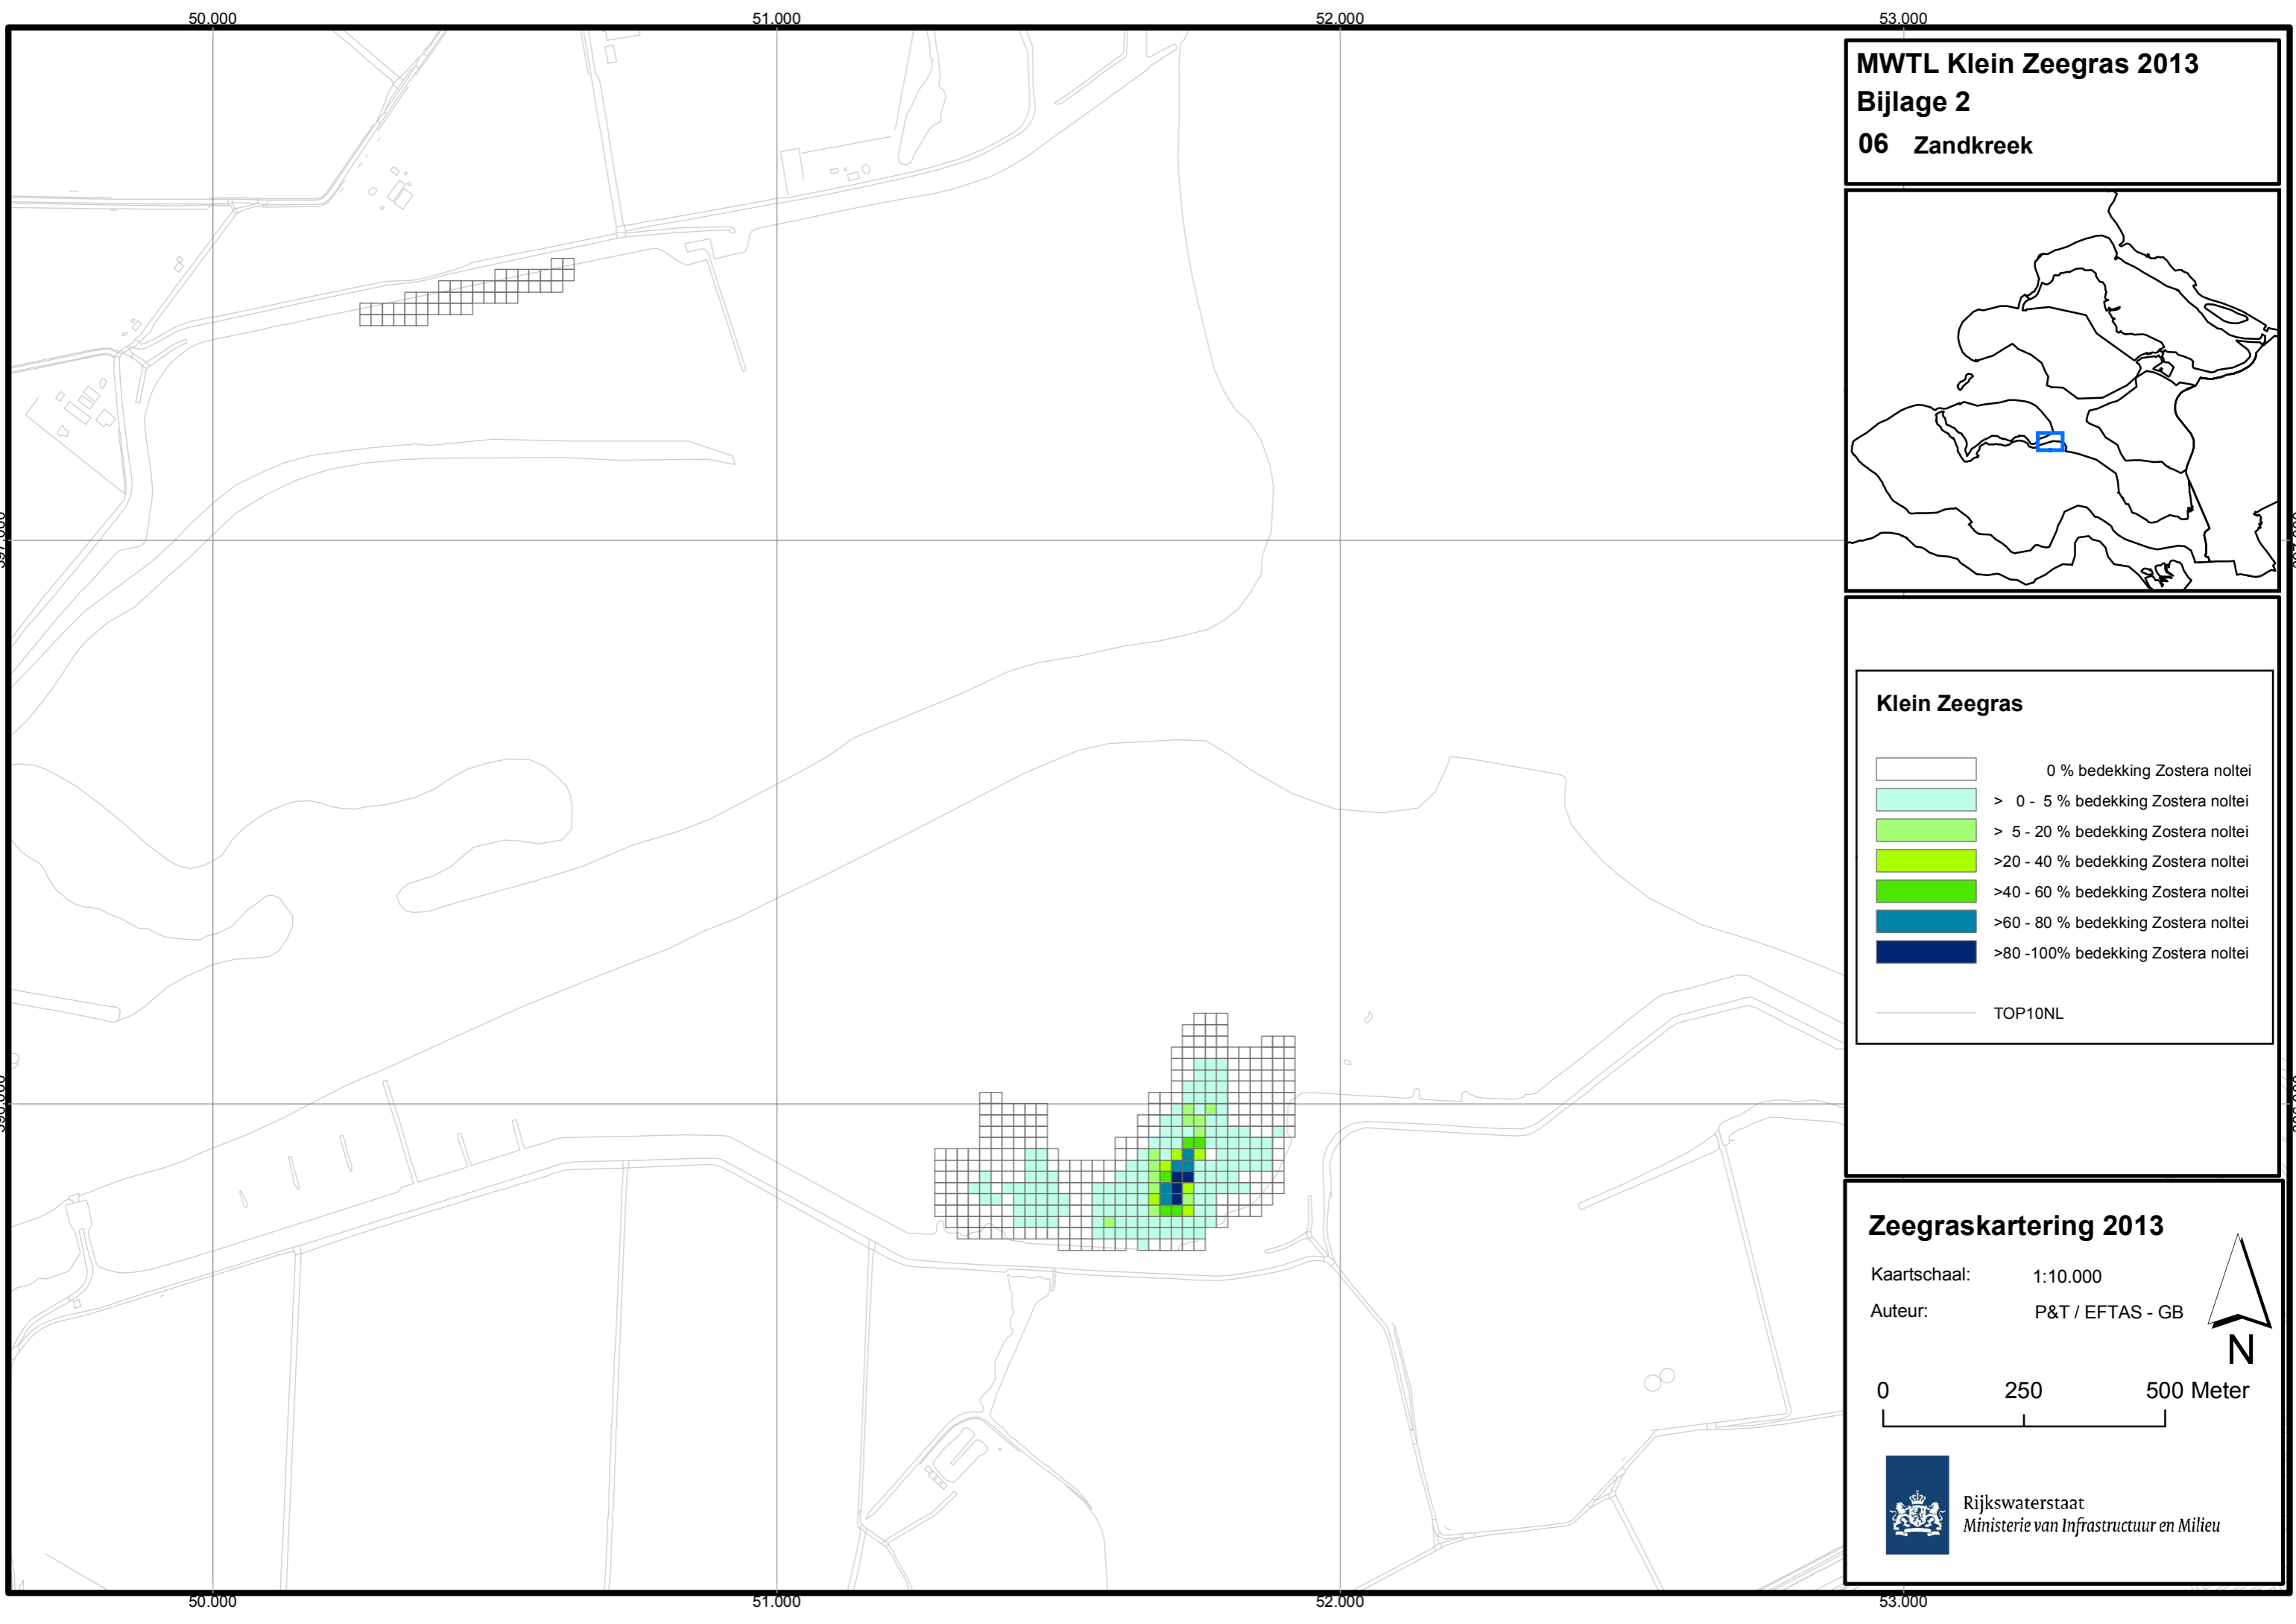 50.000 51.000 52.000 53.000
MWTL Klein Zeegras 2013
Bijlage 2
06 Zandkreek
Klein Zeegras
0 % bedekking Zostera noltei
> 0 - 5 % bedekking Zostera noltei
> 5 - 20 % bedekking Zostera noltei
>20 - 40 % bedekking Zostera noltei
>40 - 60 % bedekking Zostera noltei
>60 - 80 % bedekking Zostera noltei
>80 -100% bedekking Zostera noltei
TOP10NL
Zeegraskartering 2013
Kaartschaal: 1:10.000
Auteur: P&T / EFTAS - GB
N
0 250 500 Meter
Rijkswaterstaat
Ministerie van Infrastructuur en Milieu
50.000 51.000 52.000 53.000